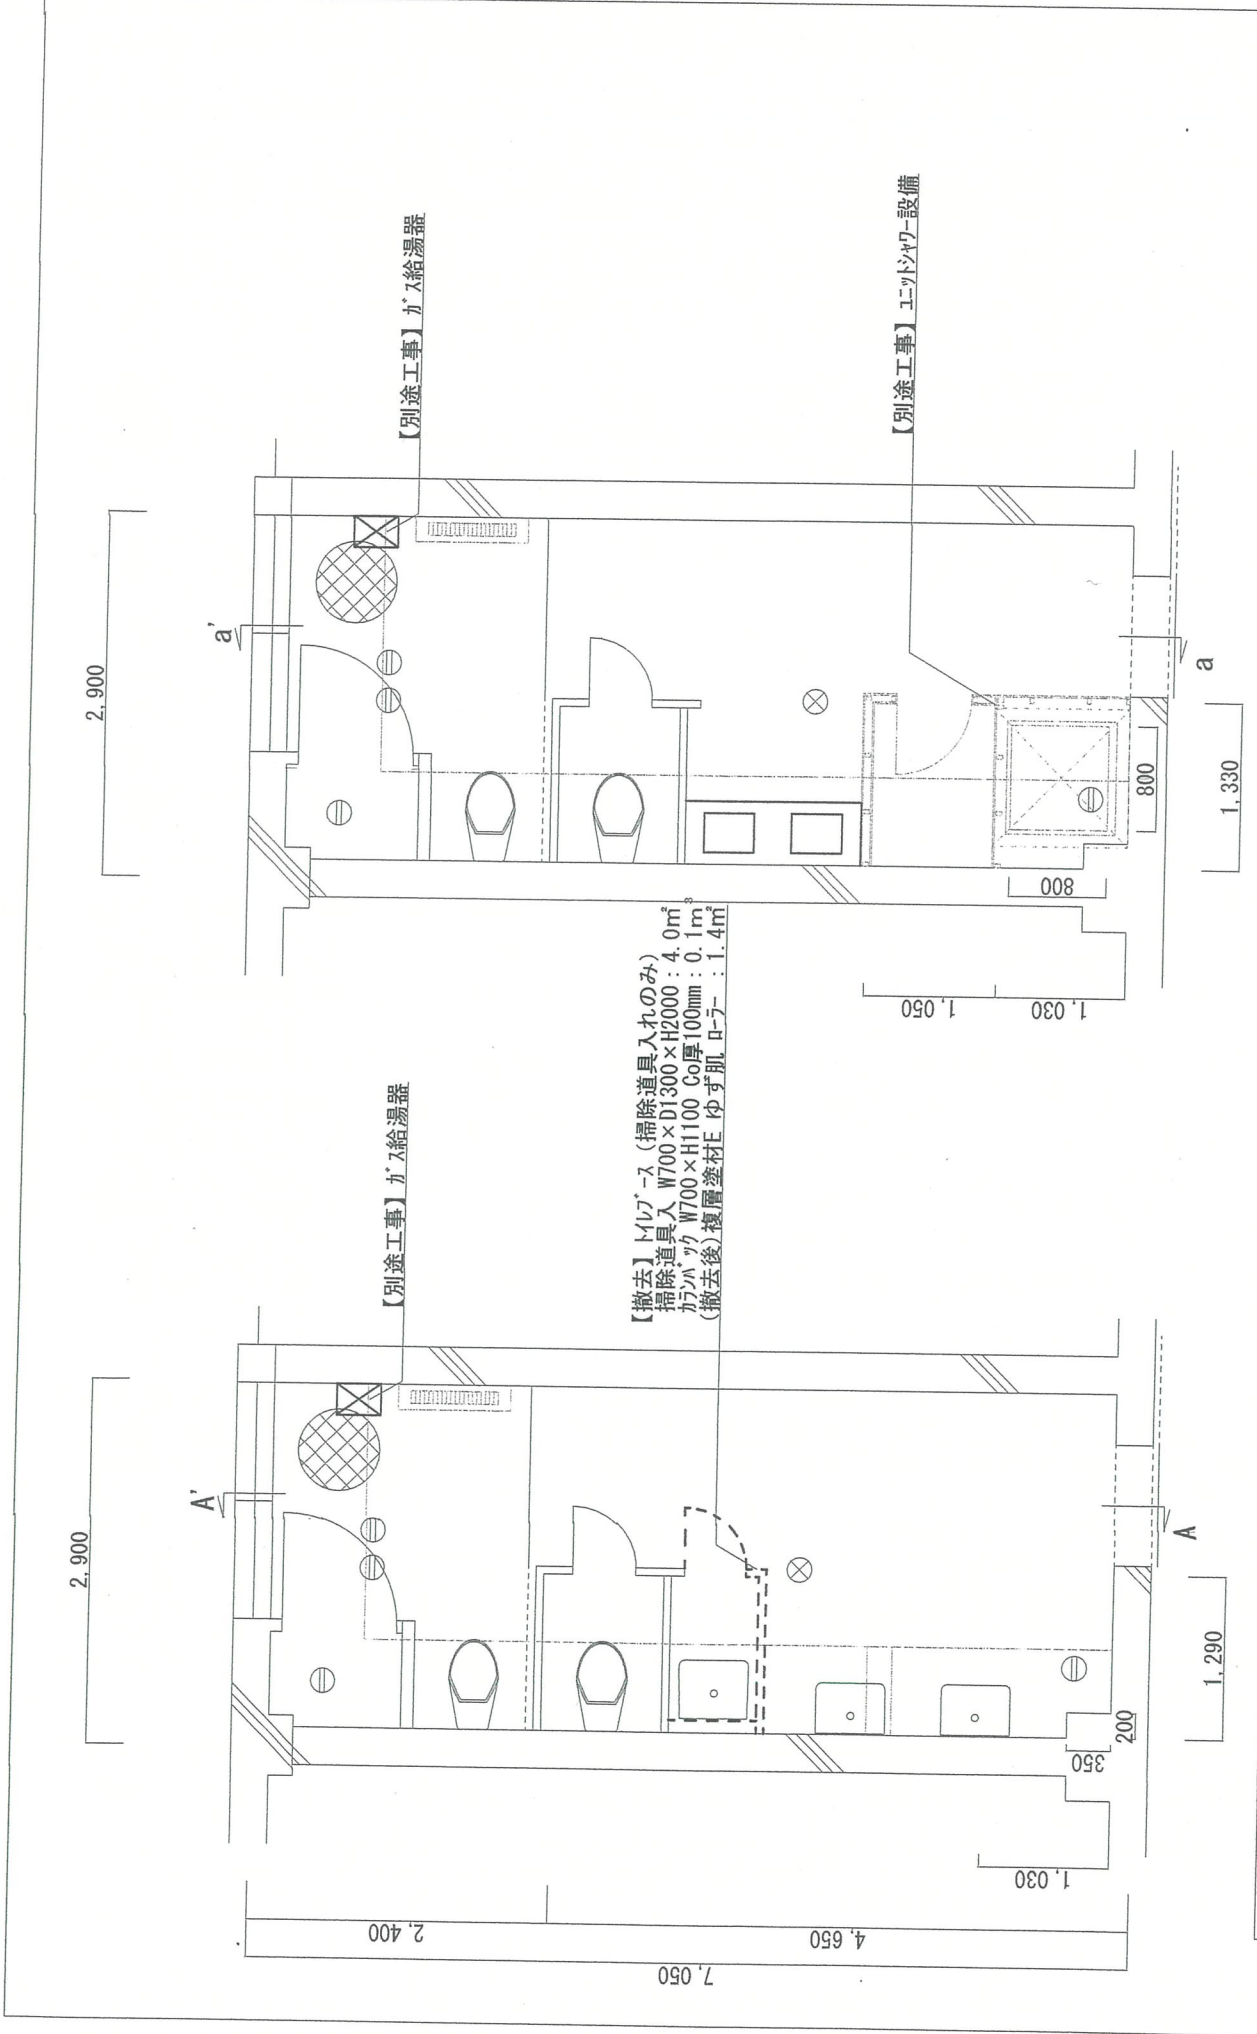 2,900
A'
【別途工事】ガス給湯器
【撤去】トイレブース (掃除道具入れのみ)
掃除道具入 W700×D1300×H2000 : 4.0㎡
カランバック W700×H1100 Co厚100mm : 0.1㎥
(撤去後)複層塗材E ゆず肌 ローラー : 1.4㎡
7,050
2,400
4,650
1,030
350
200
1,290
A
2,900
a'
【別途工事】ガス給湯器
【別途工事】ユニットシャワー設備
1,050
1,030
800
800
1,330
a